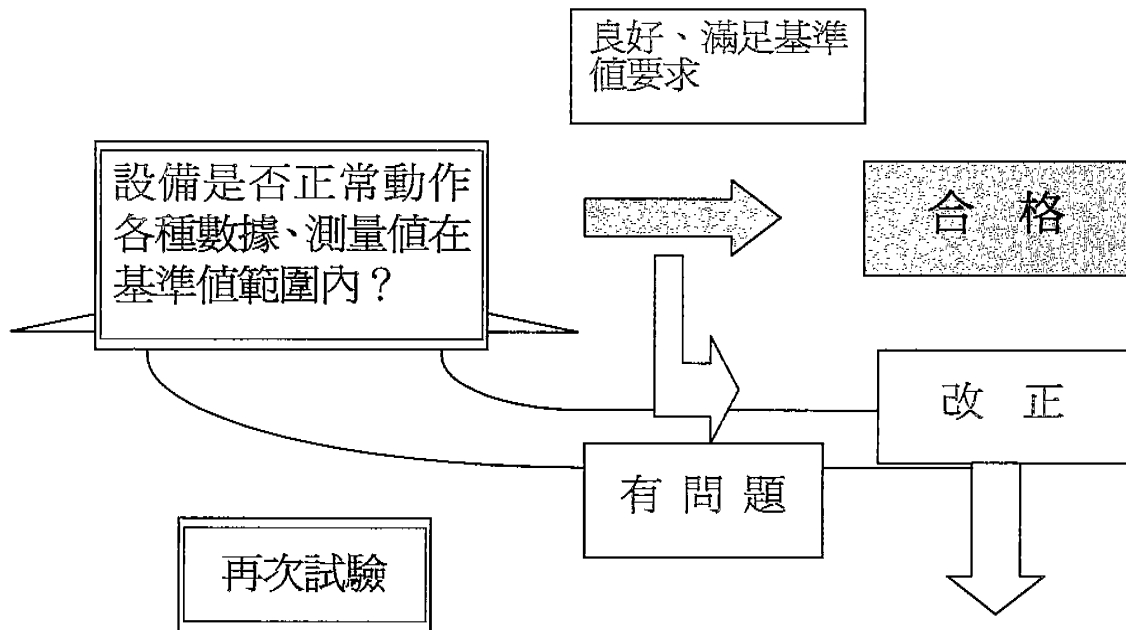 良好、滿足基準
值要求
設備是否正常動作
各種數據、測量值在
基準值範圍內？
合格
改正
有問題
再次試驗